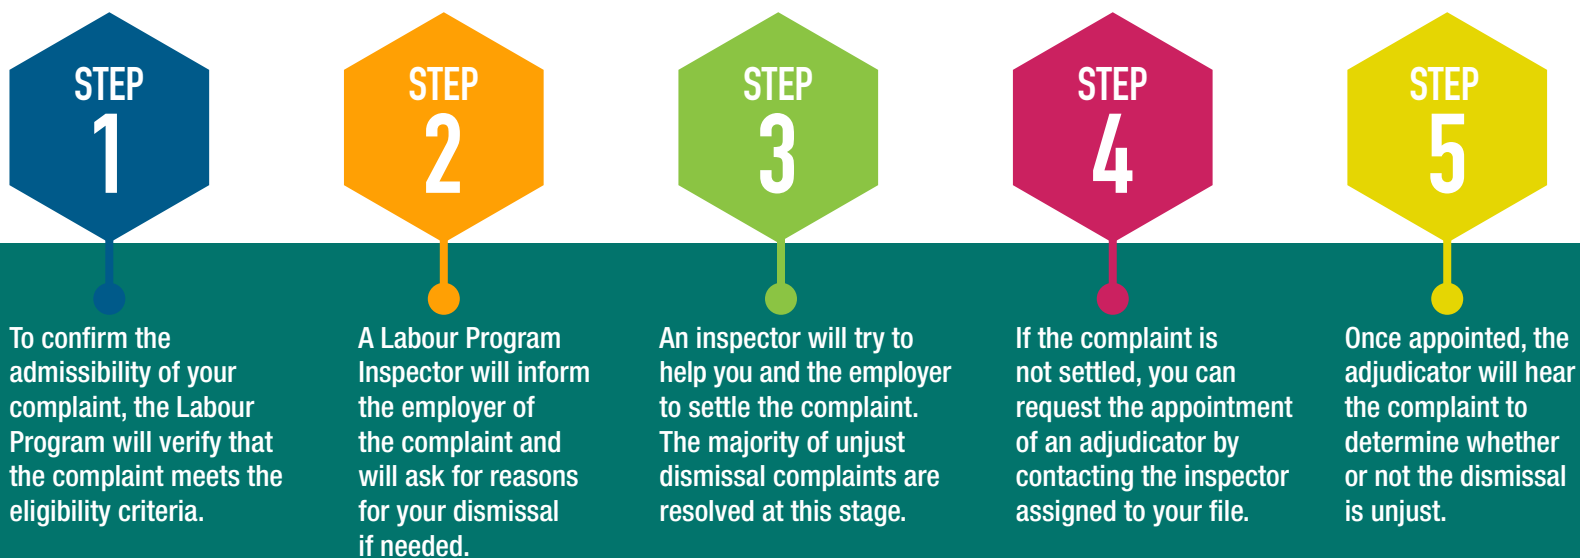 STEP
1
STEP
2
STEP
3
STEP
4
STEP
5
To confirm the
admissibility of your
complaint, the Labour
Program will verify that
the complaint meets the
eligibility criteria.
A Labour Program
Inspector will inform
the employer of
the complaint and
will ask for reasons
for your dismissal
if needed.
An inspector will try to
help you and the employer
to settle the complaint.
The majority of unjust
dismissal complaints are
resolved at this stage.
If the complaint is
not settled, you can
request the appointment
of an adjudicator by
contacting the inspector
assigned to your file.
Once appointed, the
adjudicator will hear
the complaint to
determine whether
or not the dismissal
is unjust.